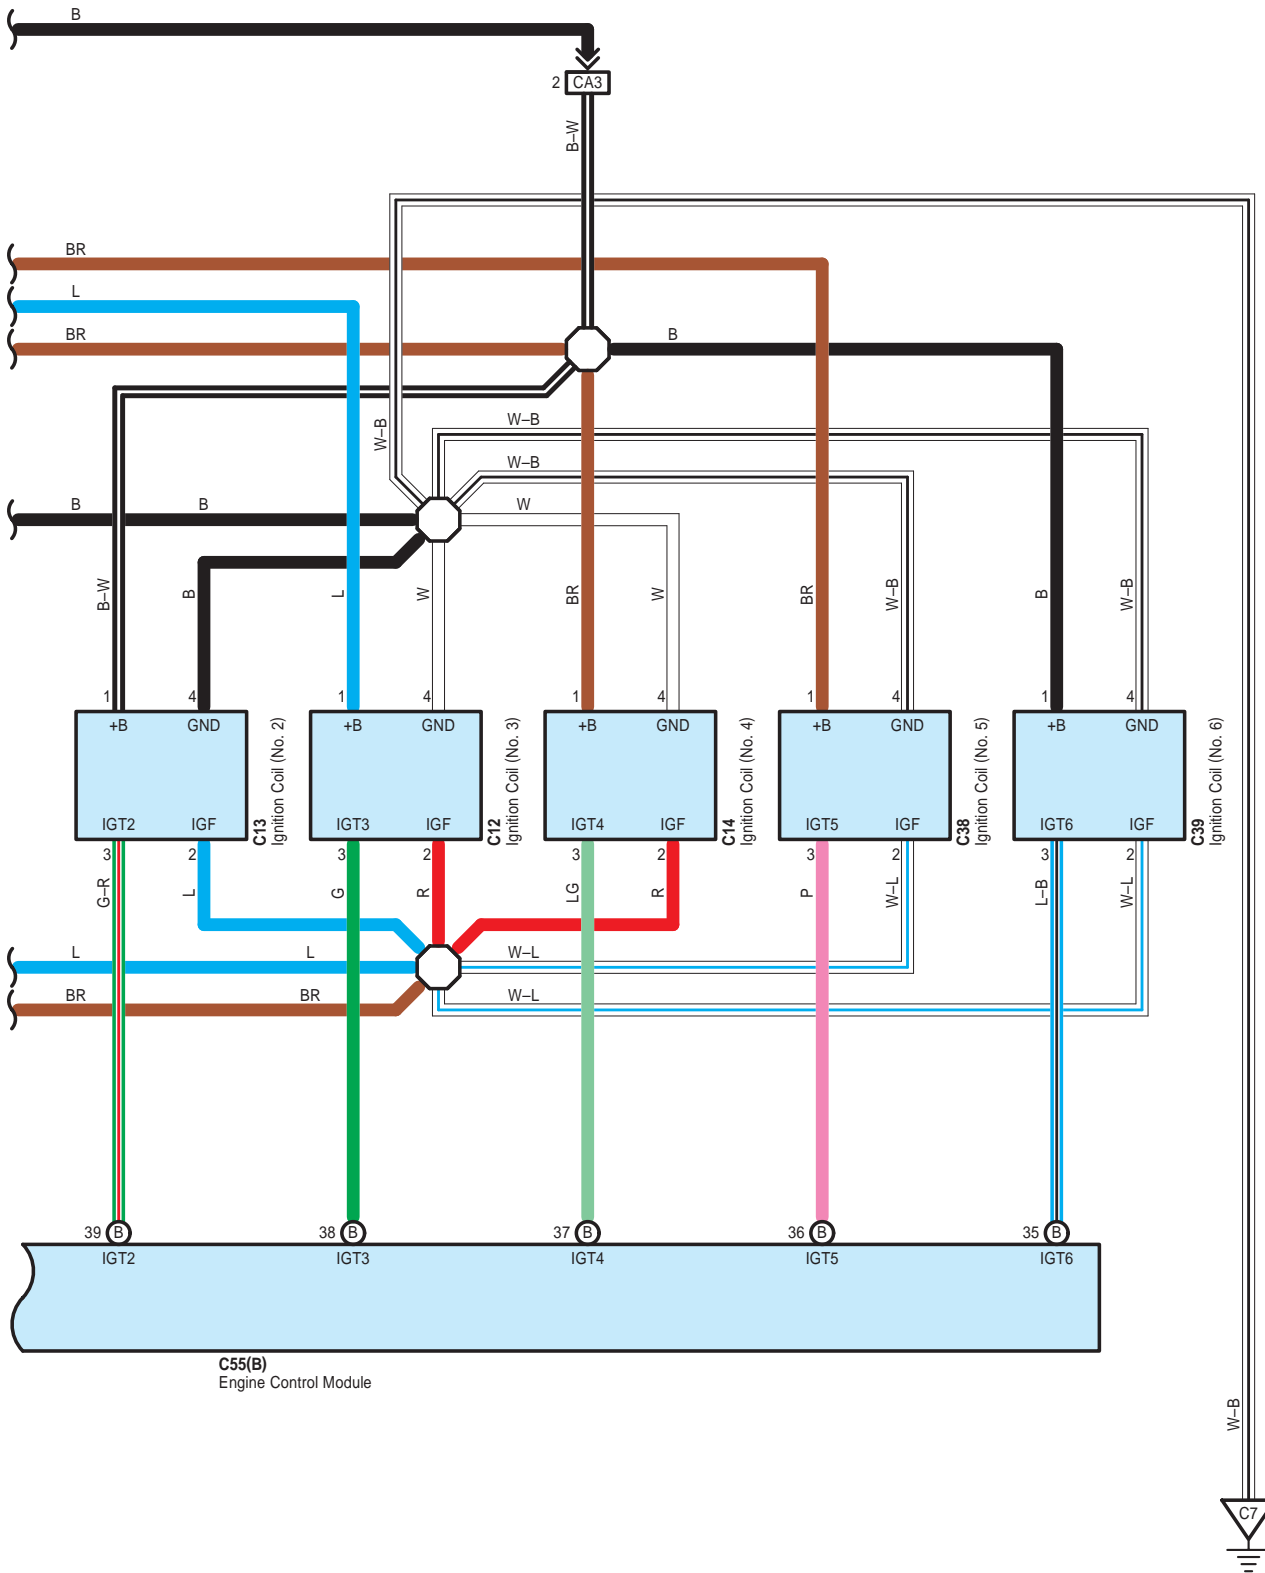 B
2 CA3
B–W
BR
L
BR
B
W–B
W–B
W–B
B B
W
B–W
B
L
W
BR
W
BR
W–B
B
W–B
1 4 1 4 1 4 1 4 1 4
+B GND +B GND +B GND +B GND +B GND
IGT2 IGF IGT3 IGF IGT4 IGF IGT5 IGF IGT6 IGF
C13
Ignition Coil (No. 2)
C12
Ignition Coil (No. 3)
C14
Ignition Coil (No. 4)
C38
Ignition Coil (No. 5)
C39
Ignition Coil (No. 6)
3 2 3 2 3 2 3 2 3 2
G–R
L
G
R
LG
R
P
W–L
L–B
W–L
L L W–L
BR BR W–L
39 B 38 B 37 B 36 B 35 B
IGT2 IGT3 IGT4 IGT5 IGT6
C55(B)
Engine Control Module
W–B
C7